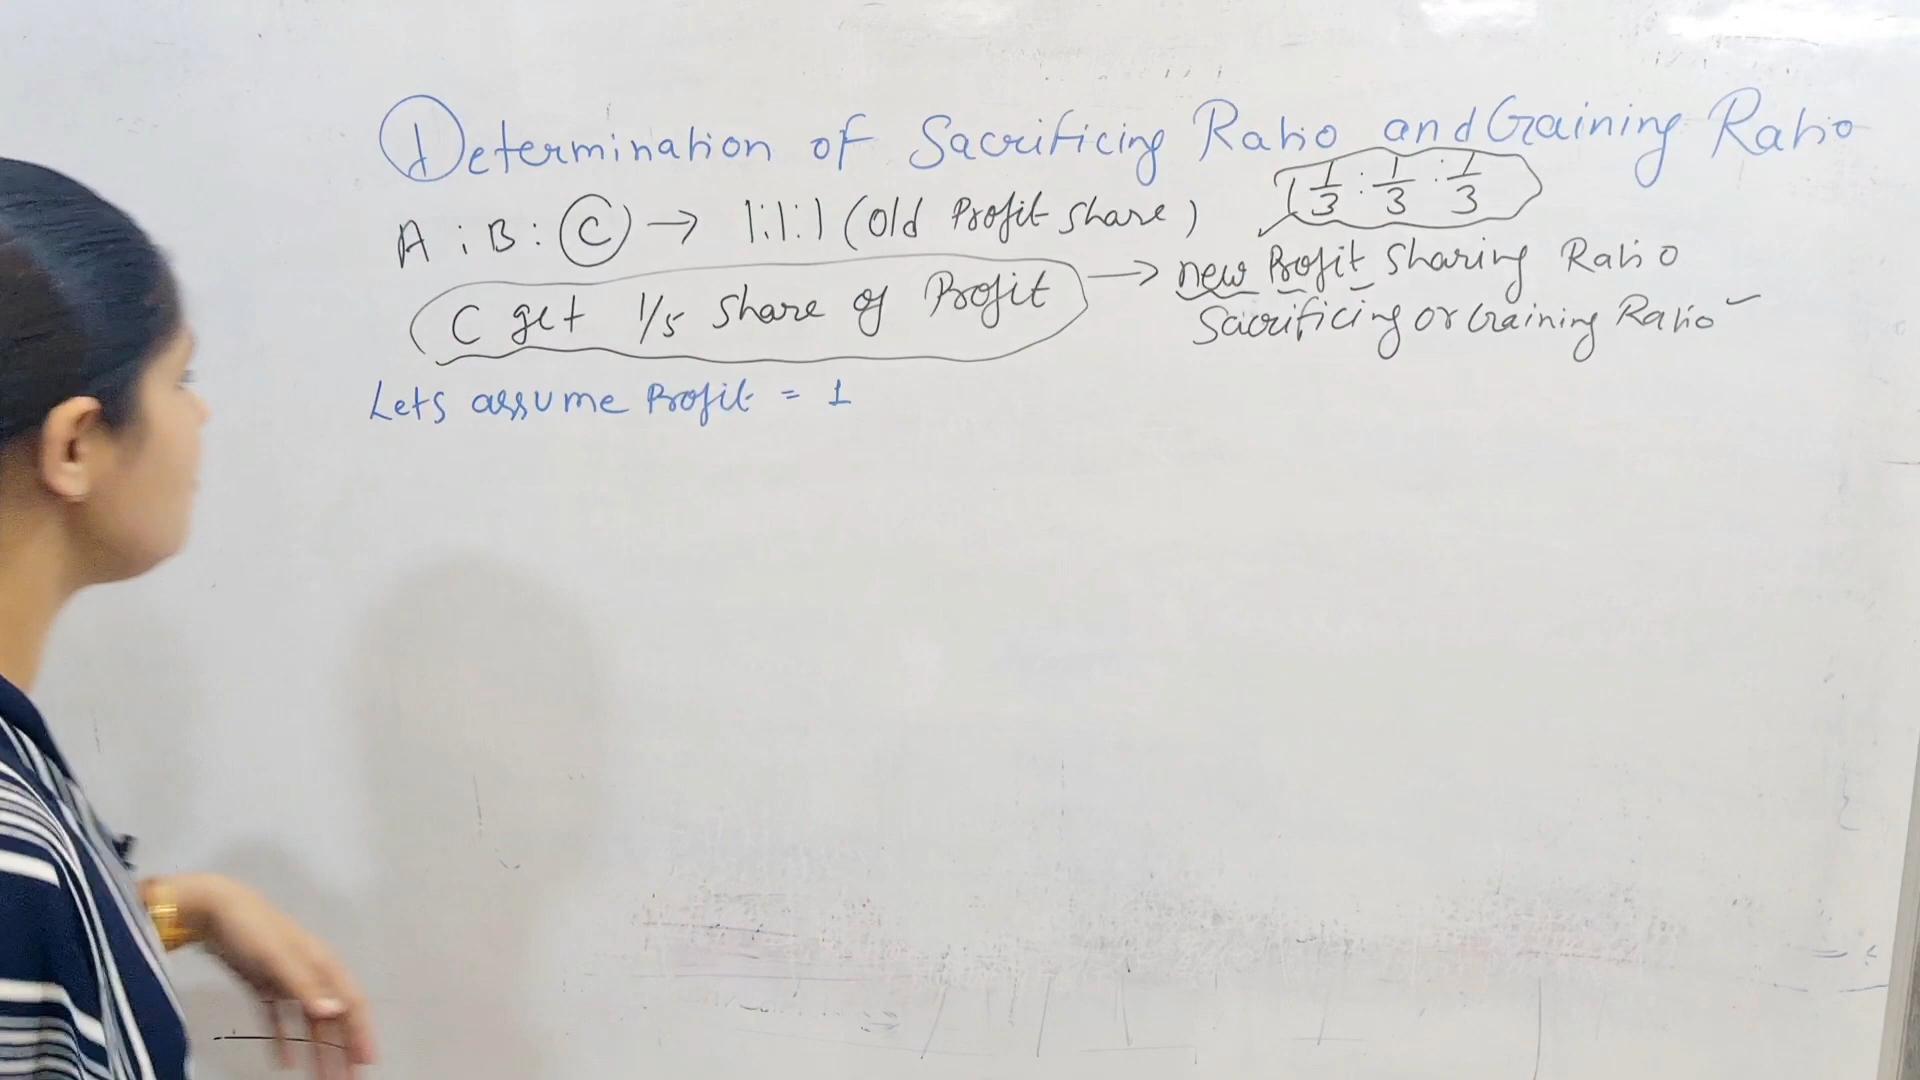 Determination of Sacrificing Ratio and Gaining Ratio
A : B : C → 1:1:1 (Old Profit Share) 1/3 : 1/3 : 1/3
C get 1/5 Share of Profit → new Profit Sharing Ratio
Sacrificing or Gaining Ratio
Lets assume Profit = 1